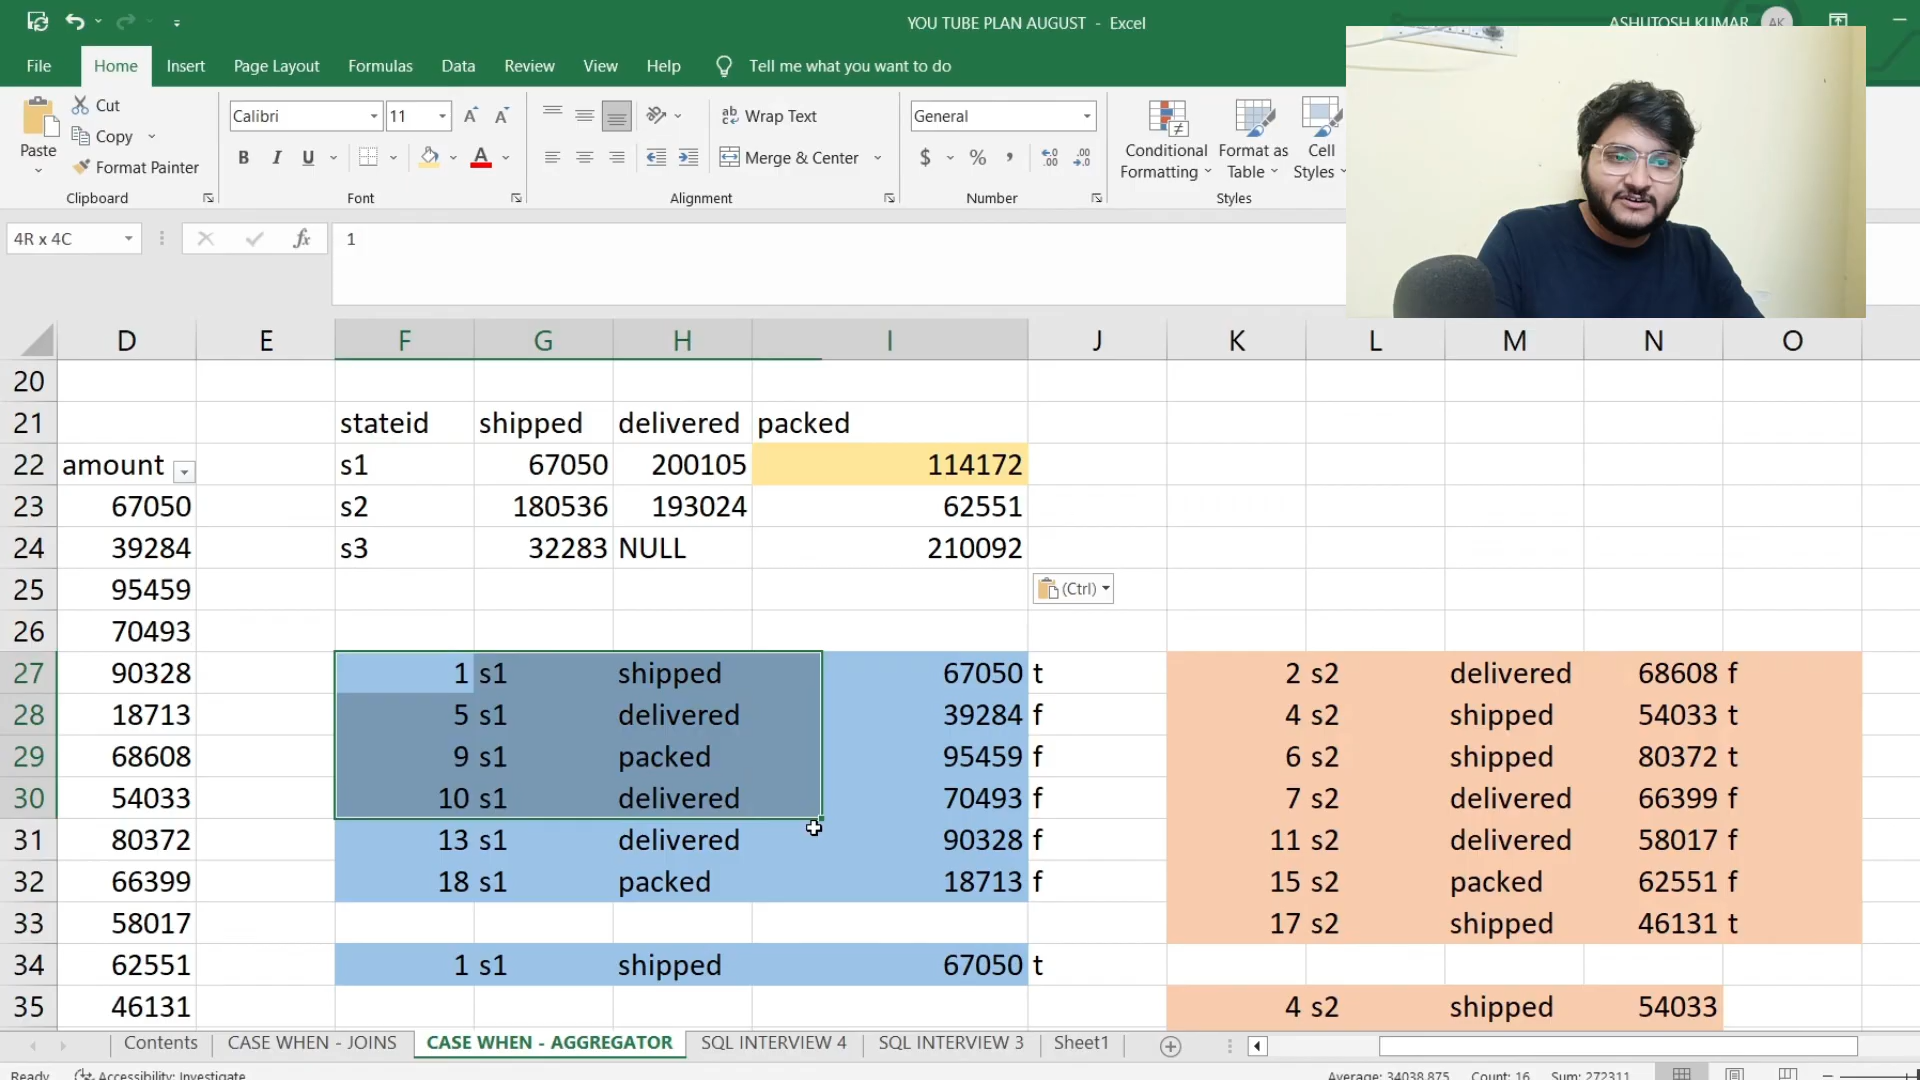 YOU TUBE PLAN AUGUST - Excel
ASHUTOSH KUMAR AK
File Home Insert Page Layout Formulas Data Review View Help Tell me what you want to do
Paste Cut
Copy
Format Painter
Clipboard
Calibri 11
B I U A
Font
ab Wrap Text
Merge & Center
Alignment
General
$ % ,
Number
Conditional Formatting
Format as Table
Cell Styles
Styles
4R x 4C fx 1
D E F G H I J K L M N O
20
21 stateid shipped delivered packed
22 amount s1 67050 200105 114172
23 67050 s2 180536 193024 62551
24 39284 s3 32283 NULL 210092
25 95459 (Ctrl)
26 70493
27 90328 1 s1 shipped 67050 t 2 s2 delivered 68608 f
28 18713 5 s1 delivered 39284 f 4 s2 shipped 54033 t
29 68608 9 s1 packed 95459 f 6 s2 shipped 80372 t
30 54033 10 s1 delivered 70493 f 7 s2 delivered 66399 f
31 80372 13 s1 delivered 90328 f 11 s2 delivered 58017 f
32 66399 18 s1 packed 18713 f 15 s2 packed 62551 f
33 58017 17 s2 shipped 46131 t
34 62551 1 s1 shipped 67050 t
35 46131 4 s2 shipped 54033
Contents CASE WHEN - JOINS CASE WHEN - AGGREGATOR SQL INTERVIEW 4 SQL INTERVIEW 3 Sheet1
Ready Accessibility: Investigate Average: 34038.875 Count: 16 Sum: 272311